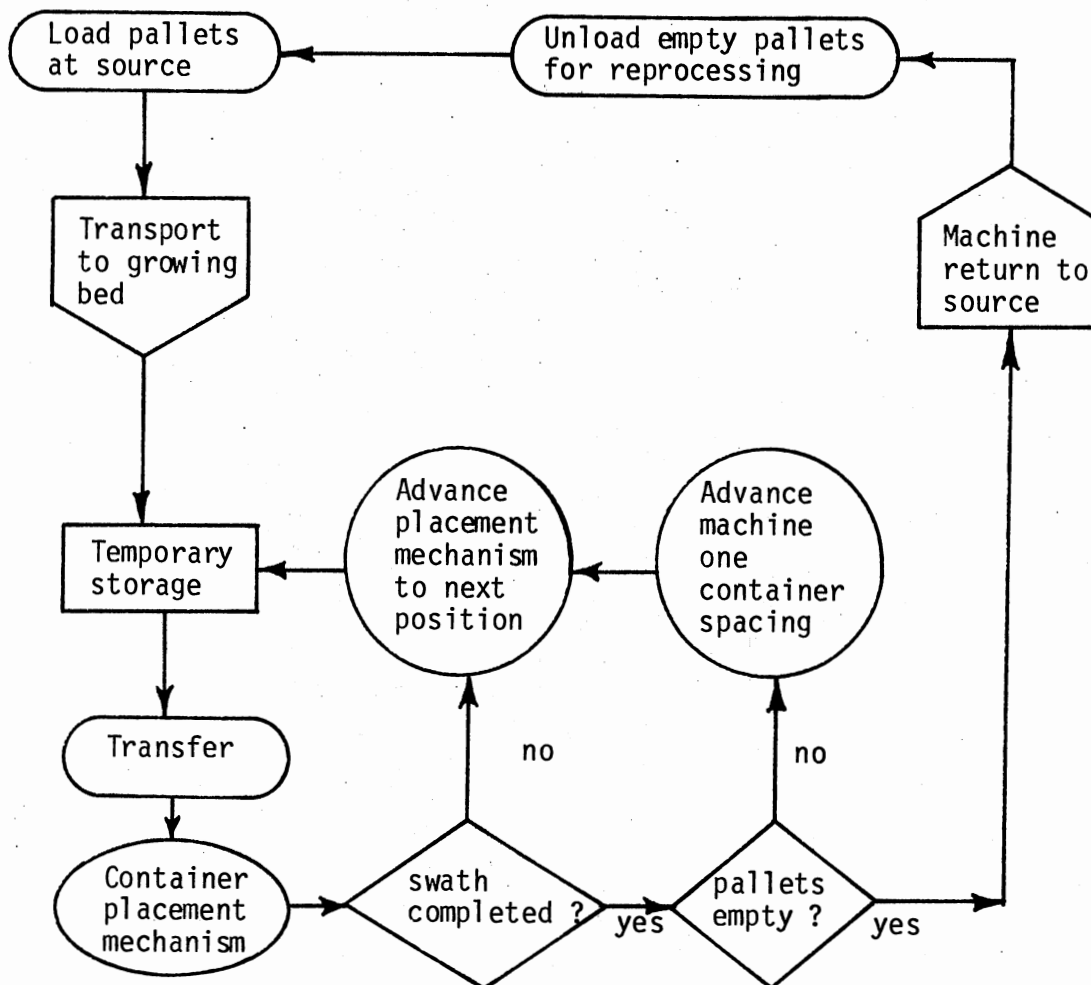 Load pallets
at source
Unload empty pallets
for reprocessing
Transport
to growing
bed
Machine
return to
source
Advance
placement
mechanism
to next
position
Advance
machine
one
container
spacing
Temporary
storage
Transfer
no
no
Container
placement
mechanism
swath
completed ?
yes
pallets
empty ?
yes